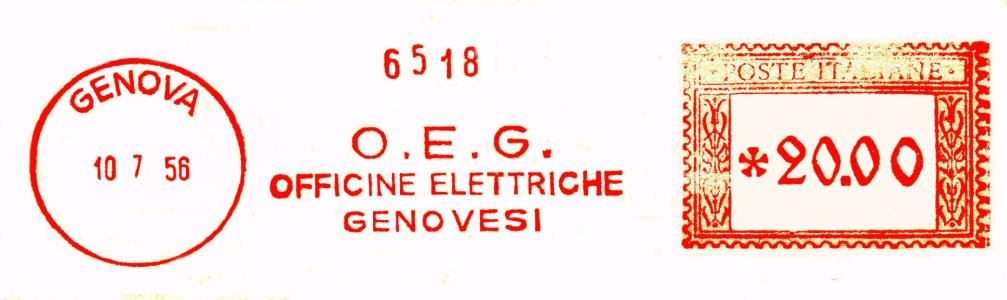 GENOVA
10 7 56
6518
O.E.G.
OFFICINE ELETTRICHE
GENOVESI
POSTE ITALIANE
*20.00